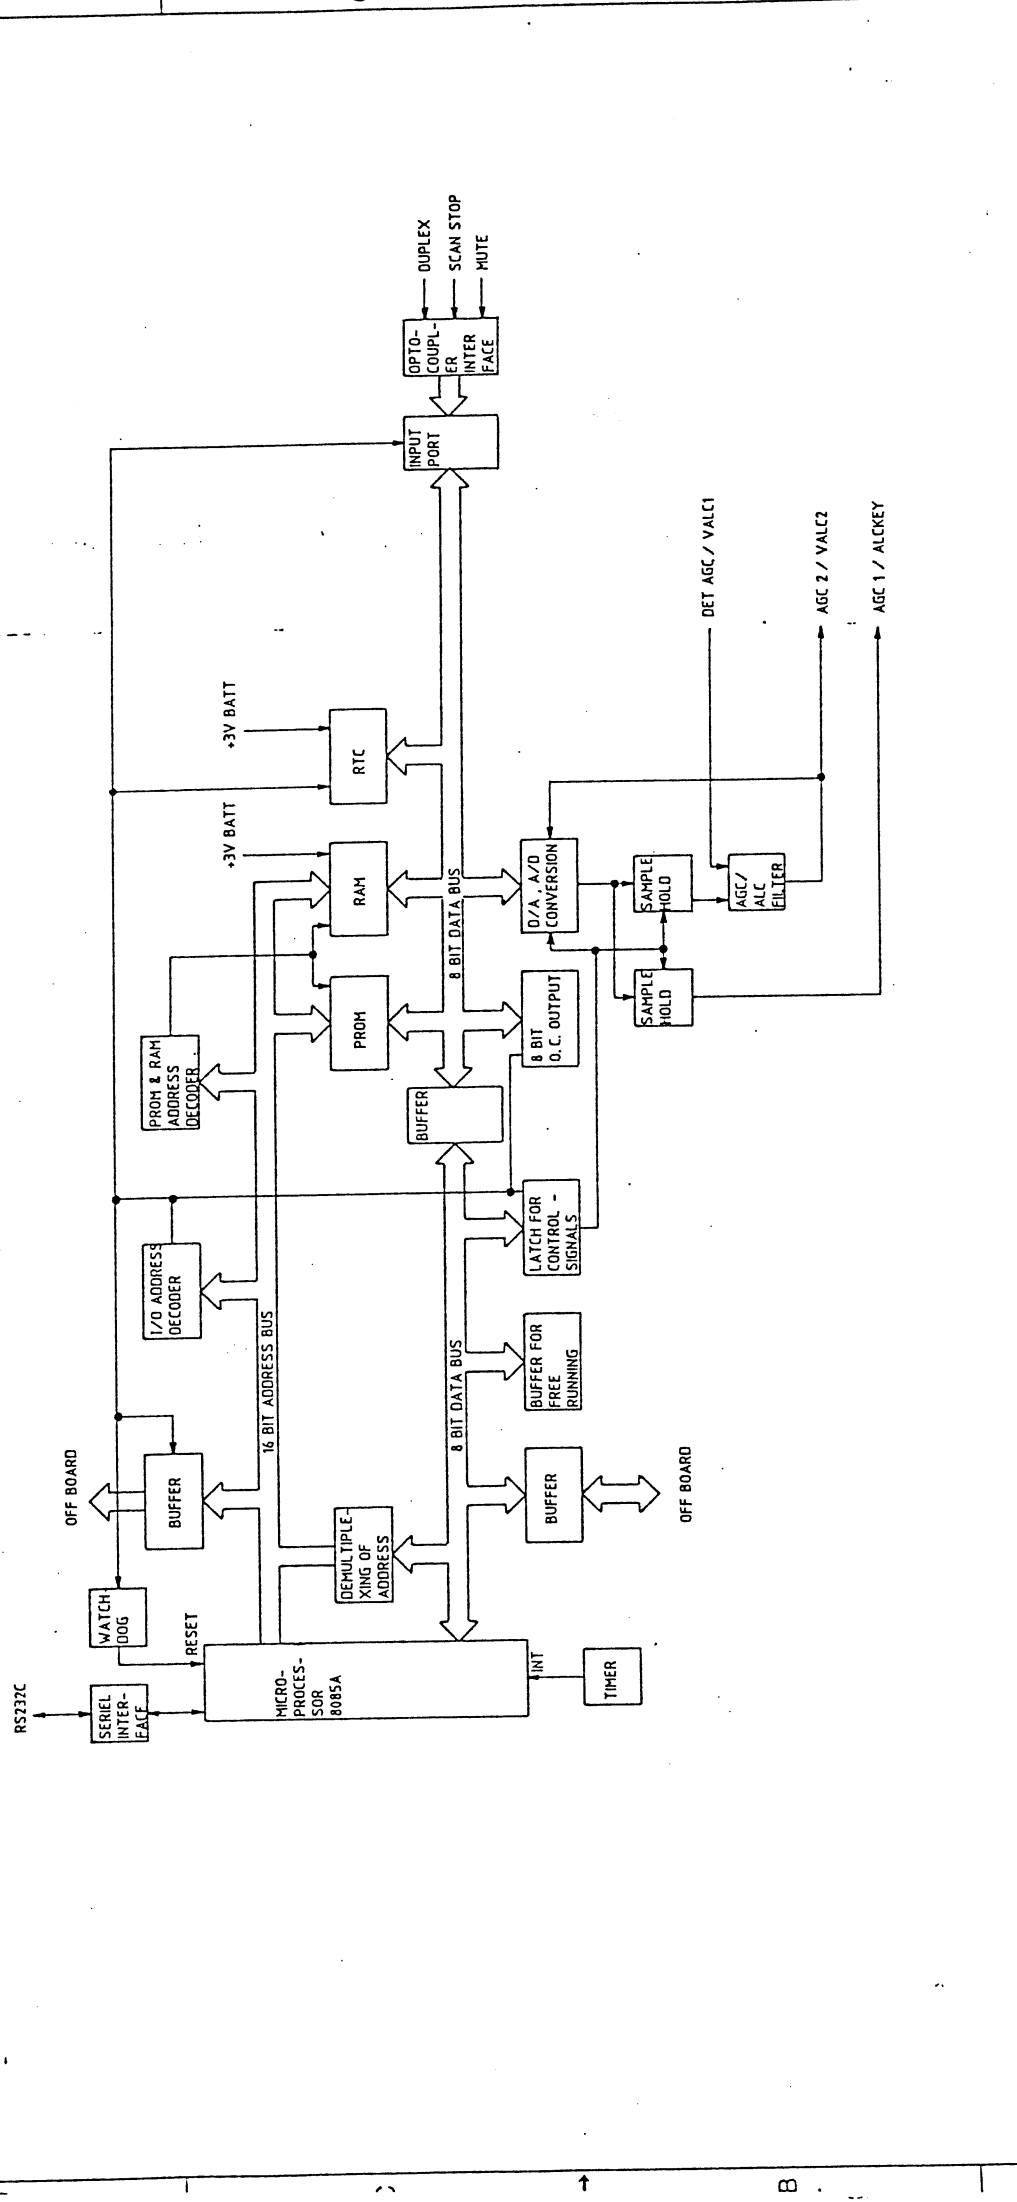 RS232C
SERIEL
INTER-
FACE
WATCH
DOG
RESET
MICRO-
PROCES-
SOR
8085A
INT
TIMER
OFF BOARD
BUFFER
16 BIT ADDRESS BUS
DEMULTIPLE-
XING OF
ADDRESS
8 BIT DATA BUS
BUFFER
OFF BOARD
I/O ADDRESS
DECODER
BUFFER FOR
FREE
RUNNING
LATCH FOR
CONTROL -
SIGNALS
PROM & RAM
ADDRESS
DECODER
BUFFER
PROM
8 BIT
O.C. OUTPUT
+3V BATT
RAM
8 BIT DATA BUS
D/A , A/D
CONVERSION
SAMPLE
HOLD
SAMPLE
HOLD
AGC/
ALC
FILTER
+3V BATT
RTC
DET AGC / VALC1
AGC 2 / VALC2
AGC 1 / ALCKEY
INPUT
PORT
OPTO-
COUPL-
ER
INTER
FACE
DUPLEX
SCAN STOP
MUTE
B